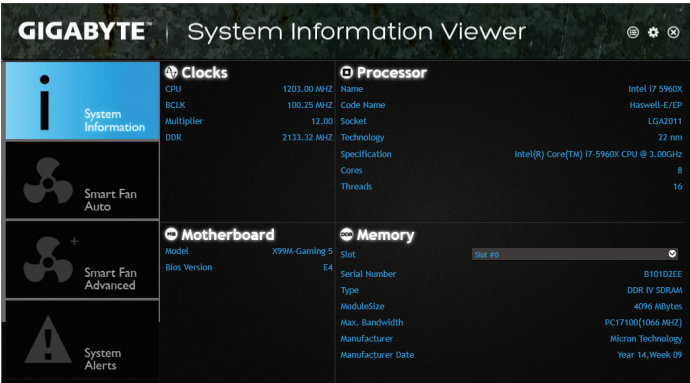 GIGABYTE™ | System Information Viewer
System
Information
Smart Fan
Auto
+
Smart Fan
Advanced
System
Alerts
Clocks
CPU 1203.00 MHZ
BCLK 100.25 MHZ
Multiplier 12.00
DDR 2133.32 MHZ
Processor
Name Intel i7 5960X
Code Name Haswell-E/EP
Socket LGA2011
Technology 22 nm
Specification Intel(R) Core(TM) i7-5960X CPU @ 3.00GHz
Cores 8
Threads 16
MB Motherboard
Model X99M-Gaming 5
Bios Version E4
DDR Memory
Slot Slot #0
Serial Number B101D2EE
Type DDR IV SDRAM
ModuleSize 4096 MBytes
Max. Bandwidth PC17100(1066 MHZ)
Manufacturer Micron Technology
Manufacturer Date Year 14,Week 09